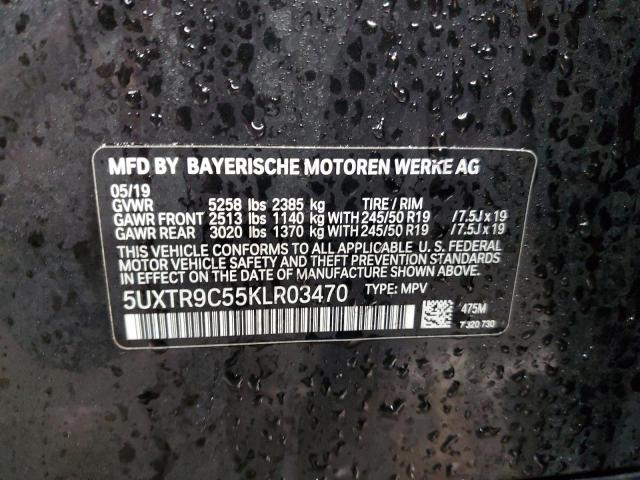 MFD BY BAYERISCHE MOTOREN WERKE AG
05/19
GVWR 5258 lbs 2385 kg TIRE / RIM
GAWR FRONT 2513 lbs 1140 kg WITH 245/50 R19 /7.5J x 19
GAWR REAR 3020 lbs 1370 kg WITH 245/50 R19 /7.5J x 19
THIS VEHICLE CONFORMS TO ALL APPLICABLE U. S. FEDERAL
MOTOR VEHICLE SAFETY AND THEFT PREVENTION STANDARDS
IN EFFECT ON THE DATE OF MANUFACTURE SHOWN ABOVE.
5UXTR9C55KLR03470 TYPE: MPV
475M
7 320 730